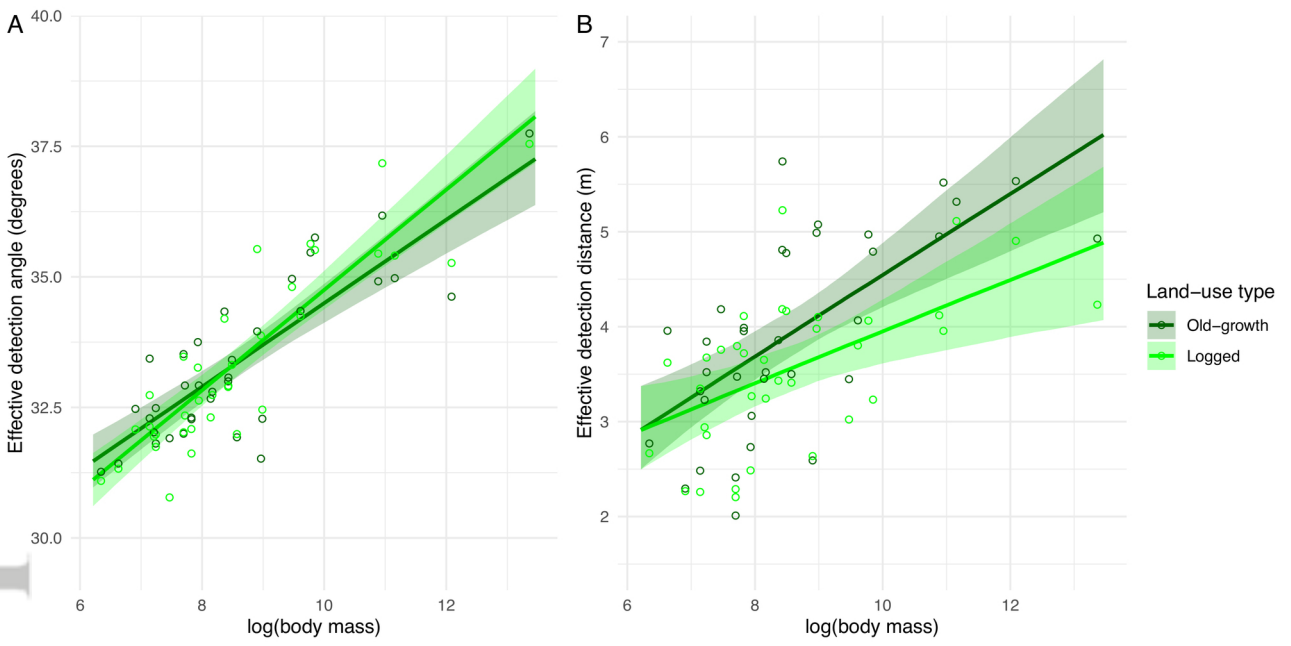 A
40.0
37.5
35.0
32.5
30.0
Effective detection angle (degrees)
6 8 10 12
log(body mass)
B
7
6
5
4
3
2
Effective detection distance (m)
6 8 10 12
log(body mass)
Land−use type
Old−growth
Logged